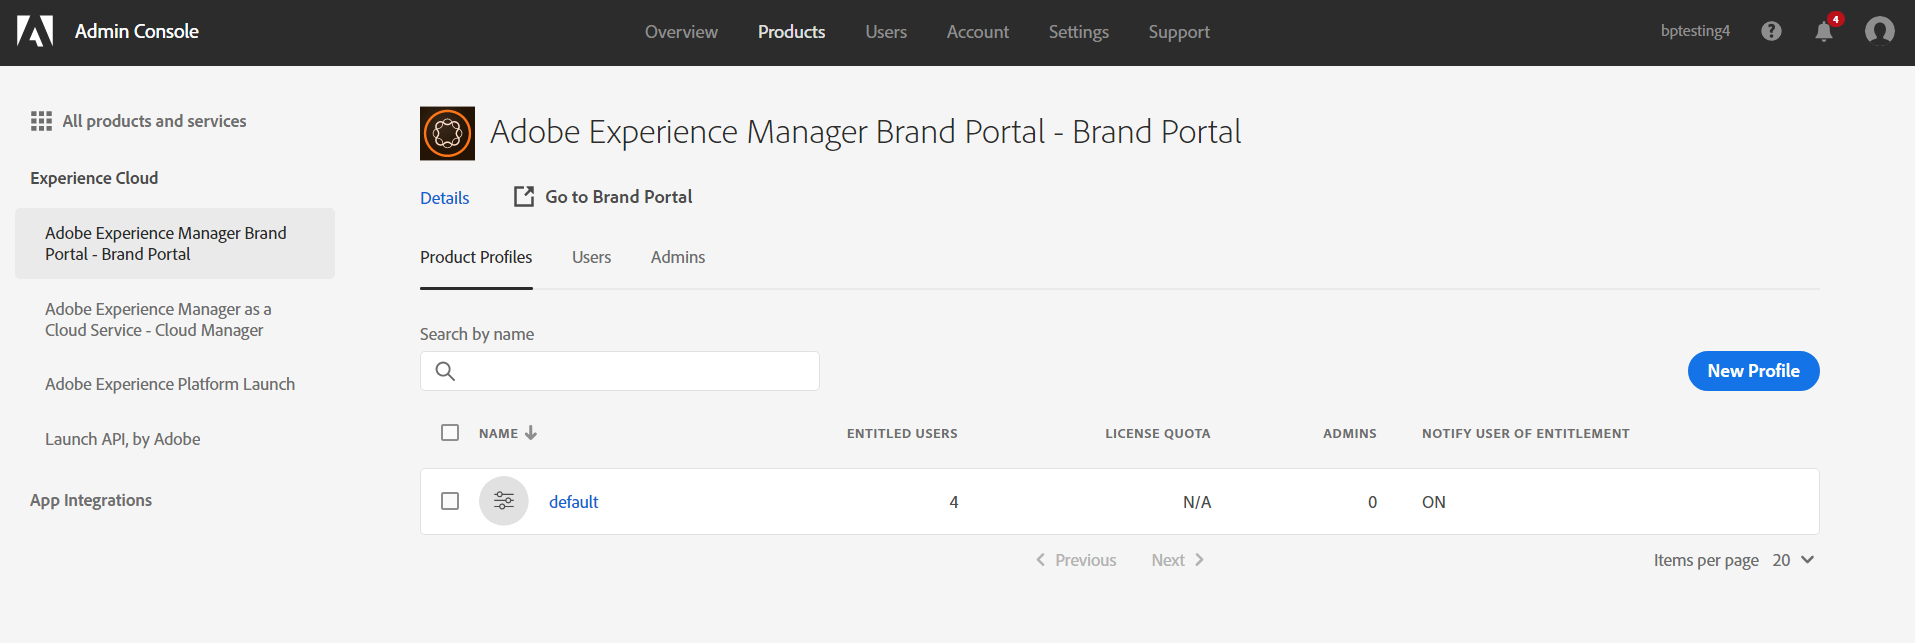 Admin Console
Overview Products Users Account Settings Support
bptesting4 ? 4
All products and services
Experience Cloud
Adobe Experience Manager Brand
Portal - Brand Portal
Adobe Experience Manager as a
Cloud Service - Cloud Manager
Adobe Experience Platform Launch
Launch API, by Adobe
App Integrations
Adobe Experience Manager Brand Portal - Brand Portal
Details Go to Brand Portal
Product Profiles Users Admins
Search by name
New Profile
NAME ENTITLED USERS LICENSE QUOTA ADMINS NOTIFY USER OF ENTITLEMENT
default 4 N/A 0 ON
Previous Next
Items per page 20